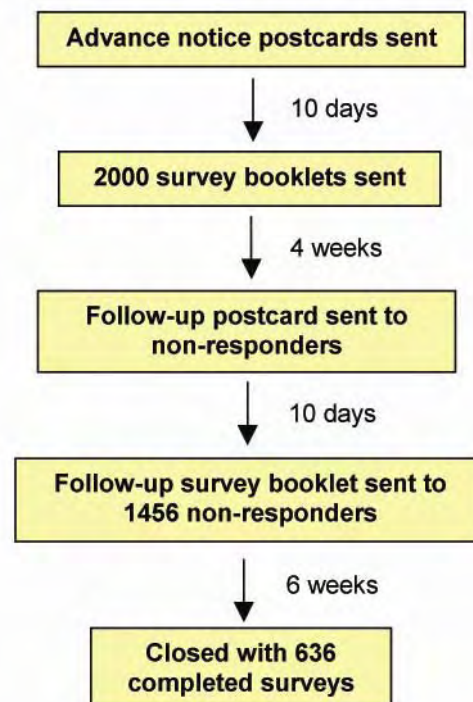 Advance notice postcards sent
10 days
2000 survey booklets sent
4 weeks
Follow-up postcard sent to
non-responders
10 days
Follow-up survey booklet sent to
1456 non-responders
6 weeks
Closed with 636
completed surveys